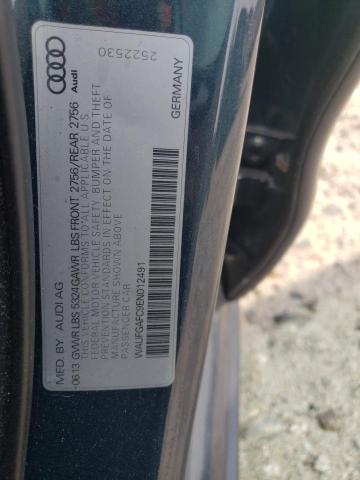 MFD BY AUDI AG
06 13 GVWR LBS 5324GAWR LBS FRONT 2756/REAR 2756
THIS VEHICLE CONFORMS TO ALL APPLICABLE U S
FEDERAL MOTOR VEHICLE SAFETY, BUMPER AND THEFT
PREVENTION STANDARDS IN EFFECT ON THE DATE OF
MANUFACTURE SHOWN ABOVE
PASSENGER CAR
WAUFGAFC9EN012491
GERMANY
Audi
2522530